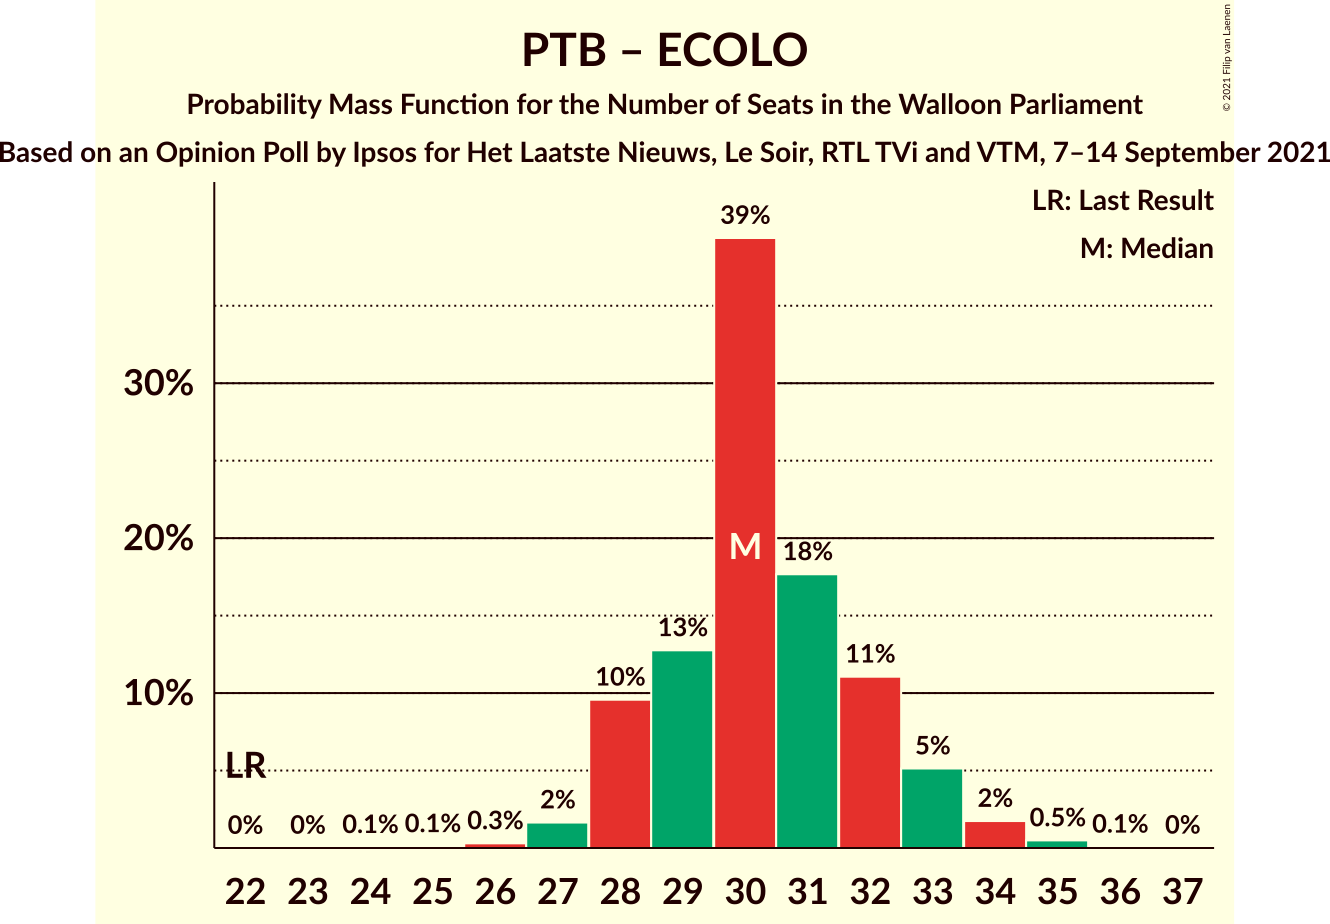 PTB – ECOLO
Probability Mass Function for the Number of Seats in the Walloon Parliament
Based on an Opinion Poll by Ipsos for Het Laatste Nieuws, Le Soir, RTL TVi and VTM, 7–14 September 2021
© 2021 Filip van Laenen
LR: Last Result
M: Median
39%
30%
20%
M
18%
13%
11%
10%
10%
LR
5%
0%
0%
0.1%
0.1%
0.3%
2%
2%
0.5%
0.1%
0%
22 23 24 25 26 27 28 29 30 31 32 33 34 35 36 37